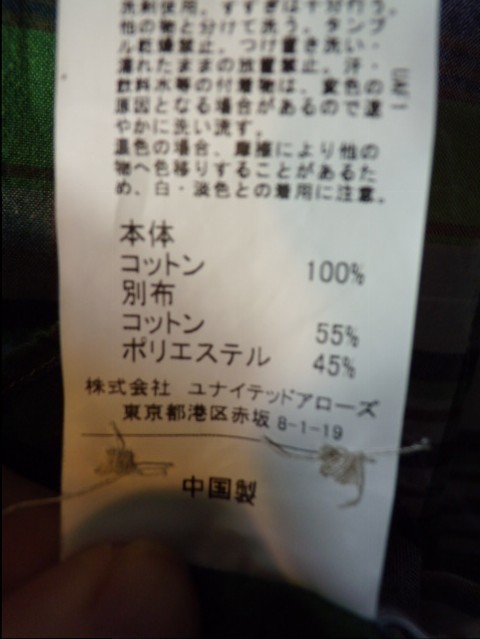 洗剤使用。すすぎは十分行う。
他の物と分けて洗う。タンブ
ル乾燥禁止。つけ置き洗い・
濡れたままの放置禁止。汗・
飲料水等の付着物は、変色の
原因となる場合があるので速
やかに洗い流す。
濃色の場合、摩擦により他の
物へ色移りすることがあるた
め、白・淡色との着用に注意。
本体
コットン 100%
別布
コットン 55%
ポリエステル 45%
株式会社 ユナイテッドアローズ
東京都港区赤坂 8-1-19
中国製